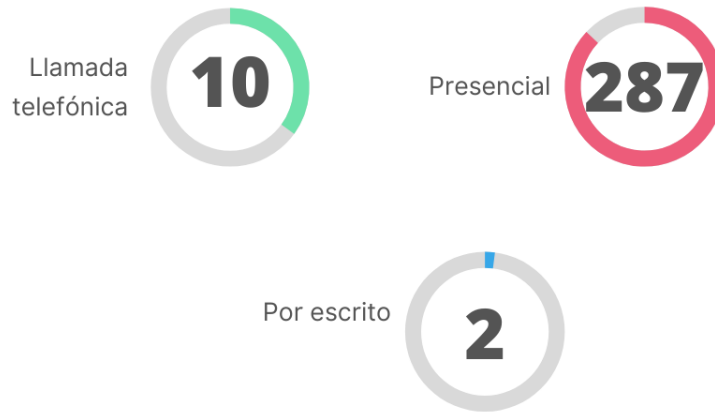 Llamada
telefónica
10
Presencial
287
Por escrito
2